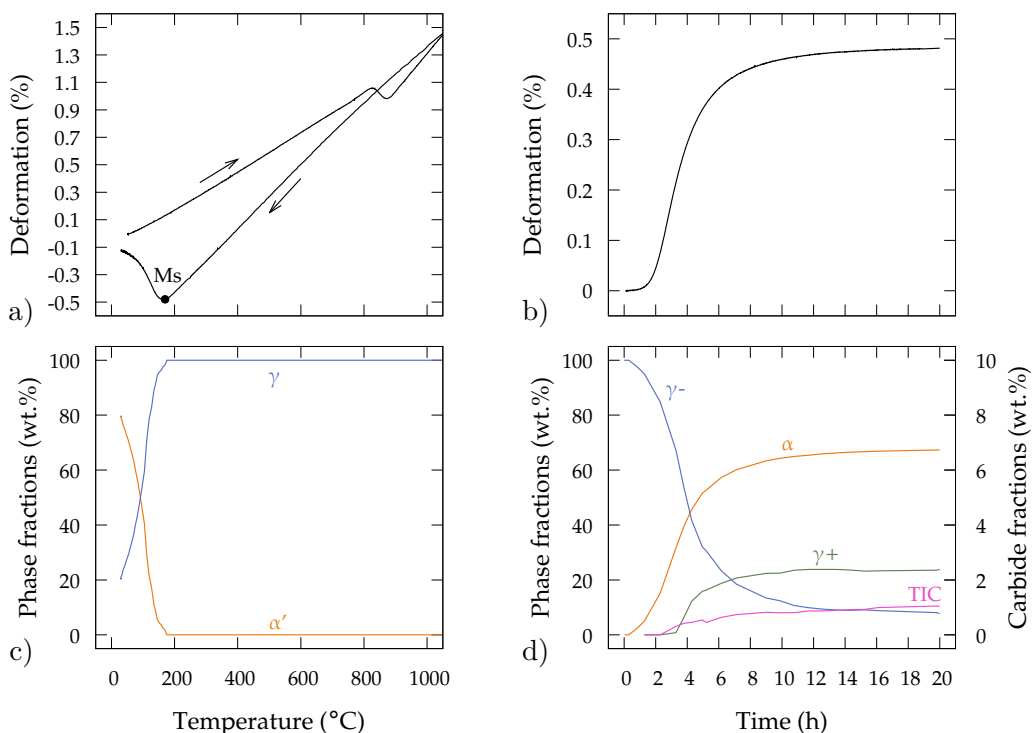 1.5
1.3
1.1
0.9
0.7
0.5
0.3
0.1
-0.1
-0.3
-0.5
Deformation (%)
Ms
a)
0.5
0.4
0.3
0.2
0.1
0
Deformation (%)
b)
100
80
60
40
20
0
Phase fractions (wt.%)
γ
α′
c)
0 200 400 600 800 1000
Temperature (°C)
100
80
60
40
20
0
Phase fractions (wt.%)
γ-
α
γ+
TIC
10
8
6
4
2
0
Carbide fractions (wt.%)
d)
0 2 4 6 8 10 12 14 16 18 20
Time (h)